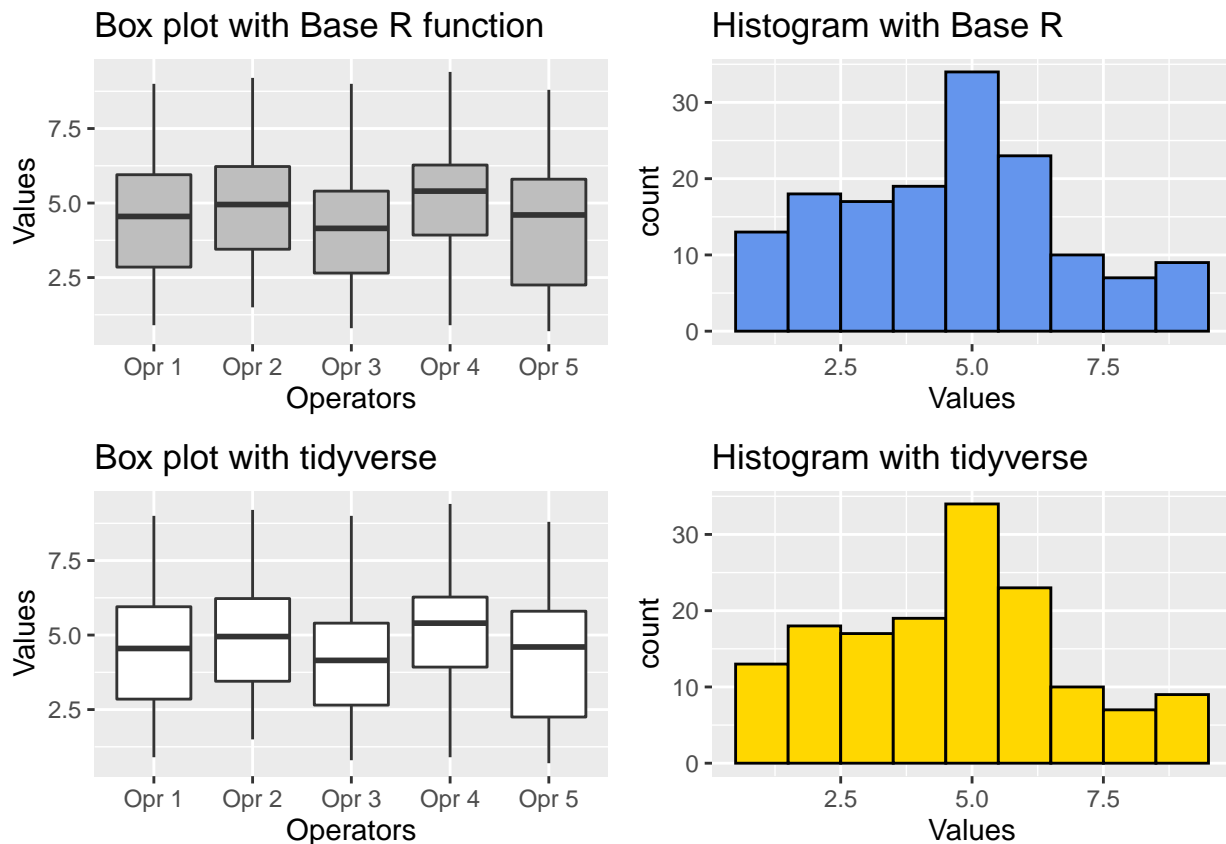 Box plot with Base R function
Values
7.5
5.0
2.5
Opr 1 Opr 2 Opr 3 Opr 4 Opr 5
Operators
Histogram with Base R
count
30
20
10
0
2.5 5.0 7.5
Values
Box plot with tidyverse
Values
7.5
5.0
2.5
Opr 1 Opr 2 Opr 3 Opr 4 Opr 5
Operators
Histogram with tidyverse
count
30
20
10
0
2.5 5.0 7.5
Values